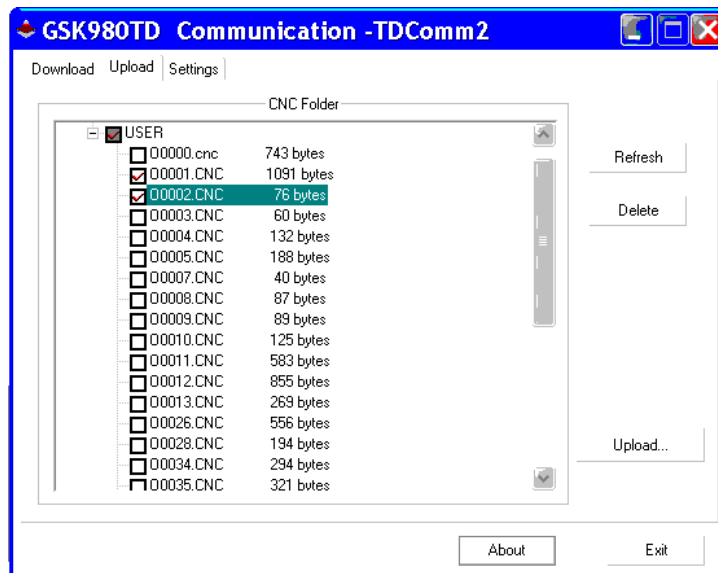 GSK980TD Communication -TDComm2
Download Upload Settings
CNC Folder
USER
O0000.cnc 743 bytes
O0001.CNC 1091 bytes
O0002.CNC 76 bytes
O0003.CNC 60 bytes
O0004.CNC 132 bytes
O0005.CNC 188 bytes
O0007.CNC 40 bytes
O0008.CNC 87 bytes
O0009.CNC 89 bytes
O0010.CNC 125 bytes
O0011.CNC 583 bytes
O0012.CNC 855 bytes
O0013.CNC 269 bytes
O0026.CNC 556 bytes
O0028.CNC 194 bytes
O0034.CNC 294 bytes
O0035.CNC 321 bytes
Refresh
Delete
Upload...
About Exit